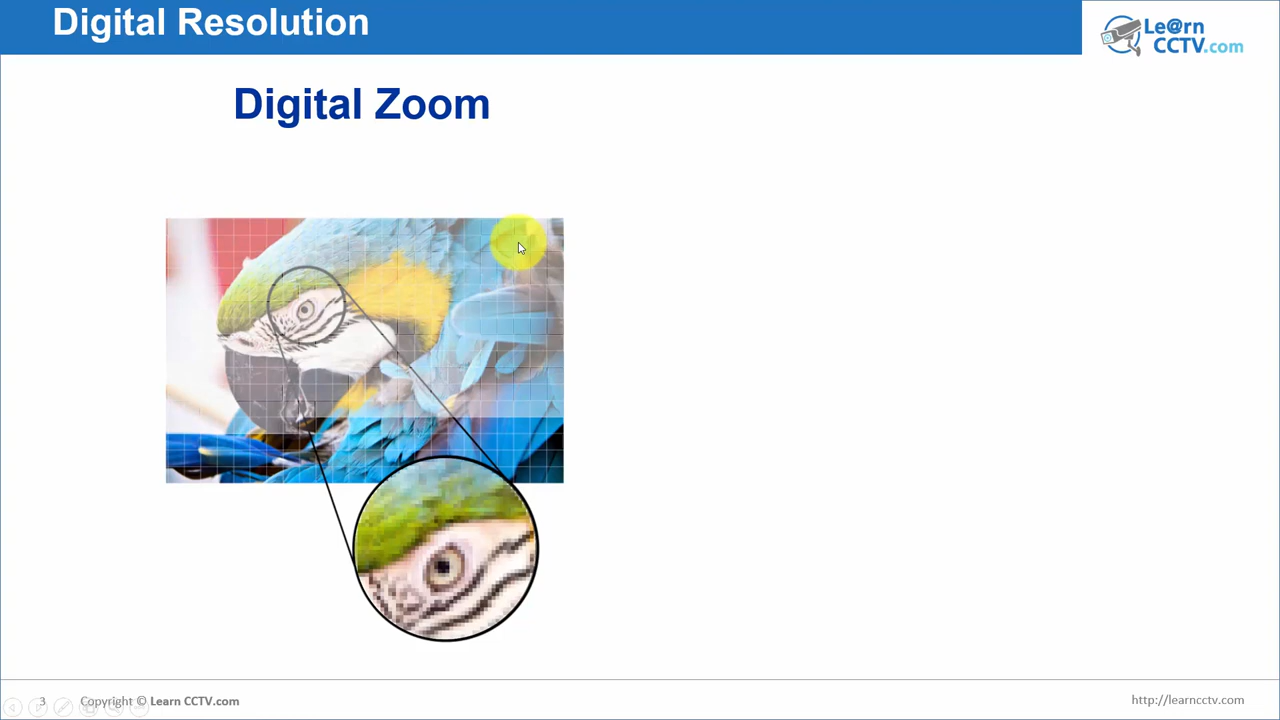 Digital Resolution
Le@rn
CCTV.com
Digital Zoom
3 Copyright © Learn CCTV.com
http://learncctv.com